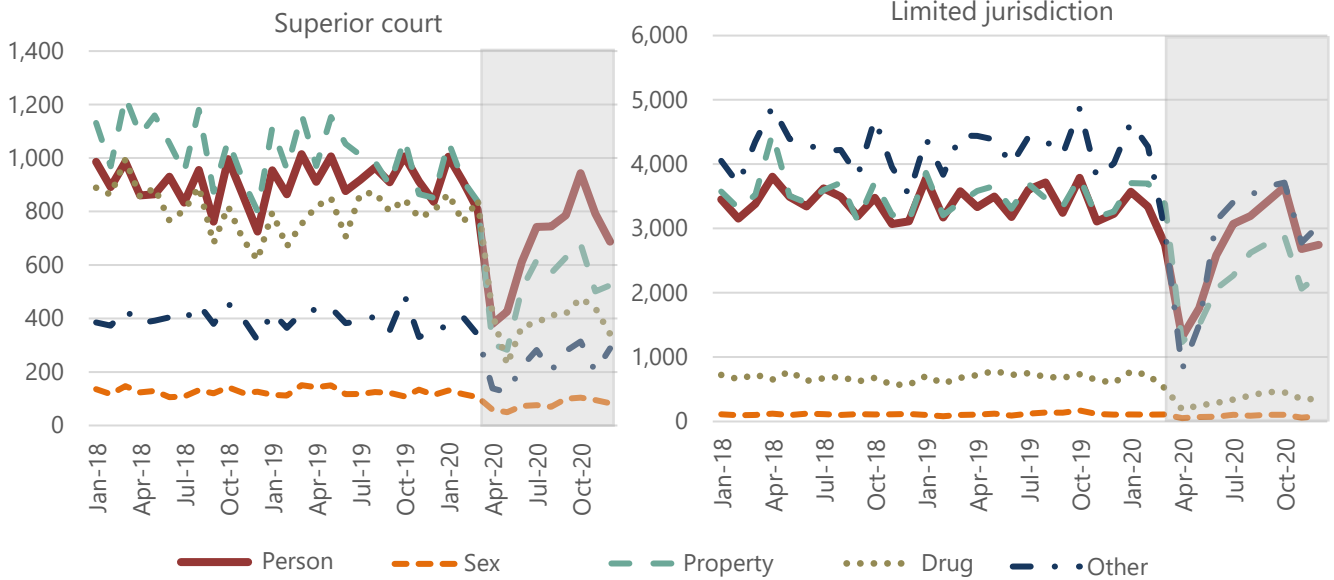 Superior court
1,400
1,200
1,000
800
600
400
200
0
Jan-18
Apr-18
Jul-18
Oct-18
Jan-19
Apr-19
Jul-19
Oct-19
Jan-20
Apr-20
Jul-20
Oct-20
Limited jurisdiction
6,000
5,000
4,000
3,000
2,000
1,000
0
Jan-18
Apr-18
Jul-18
Oct-18
Jan-19
Apr-19
Jul-19
Oct-19
Jan-20
Apr-20
Jul-20
Oct-20
Person Sex Property Drug Other